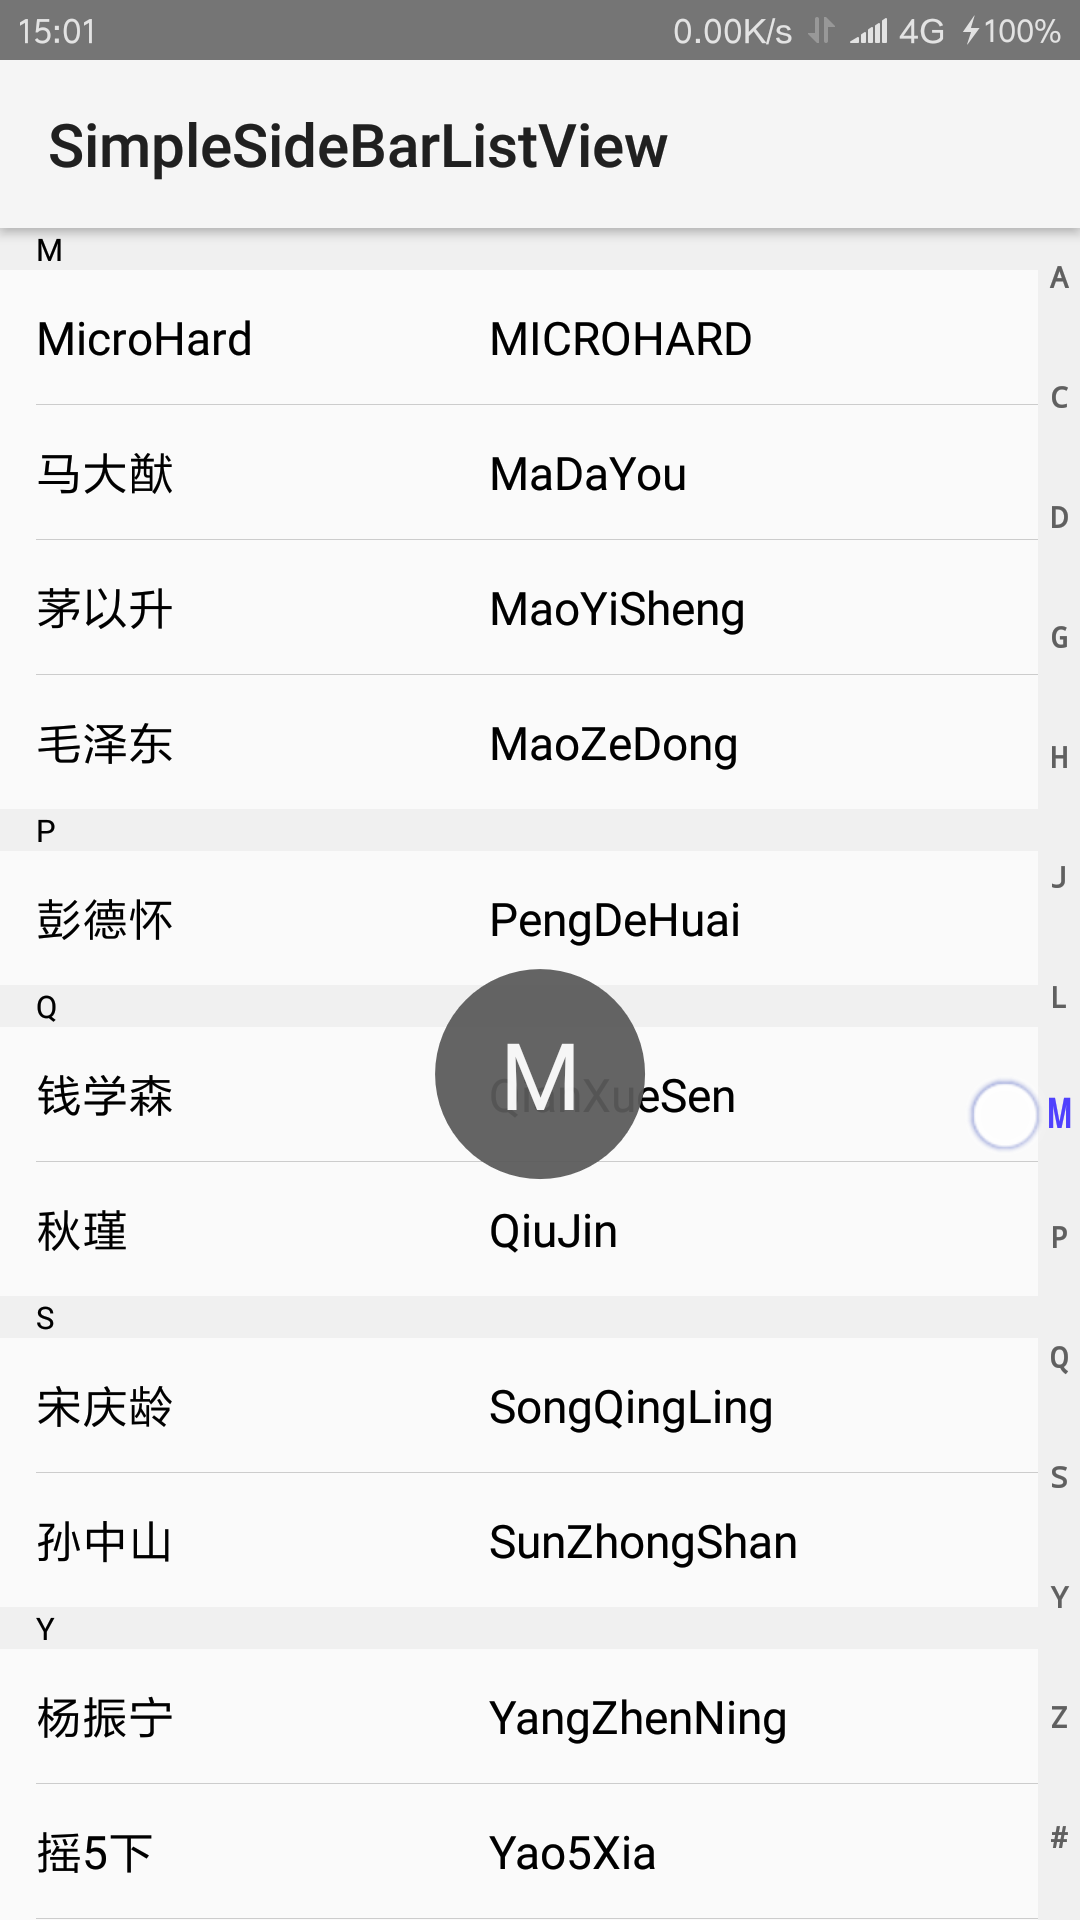 15:01 0.00K/s 4G 100%
SimpleSideBarListView
M
MicroHard MICROHARD
马大猷 MaDaYou
茅以升 MaoYiSheng
毛泽东 MaoZeDong
P
彭德怀 PengDeHuai
Q
钱学森 QianXueSen
秋瑾 QiuJin
S
宋庆龄 SongQingLing
孙中山 SunZhongShan
Y
杨振宁 YangZhenNing
摇5下 Yao5Xia
M
A
C
D
G
H
J
L
M
P
Q
S
Y
Z
#